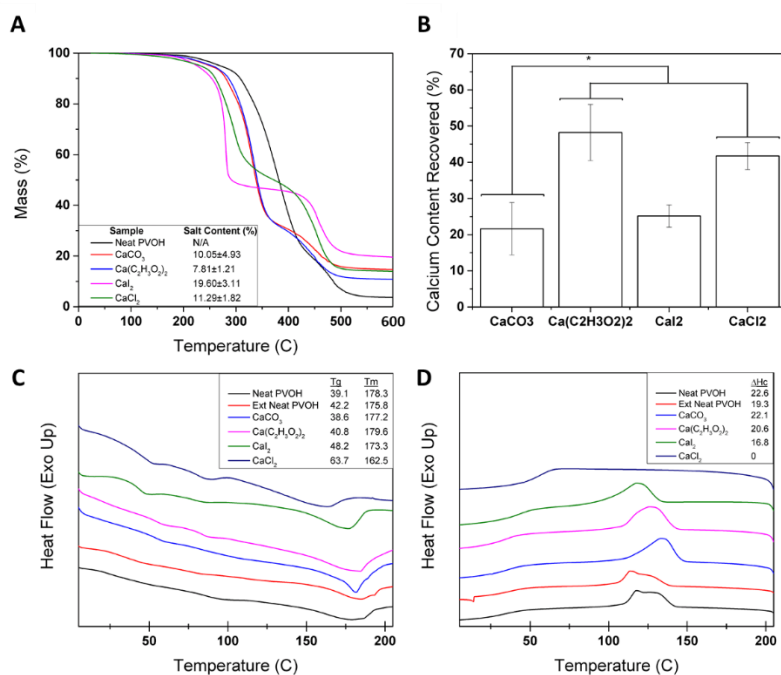 A
100
80
60
40
20
0
Mass (%)
Sample Salt Content (%)
Neat PVOH N/A
CaCO₃ 10.05±4.93
Ca(C₂H₃O₂)₂ 7.81±1.21
CaI₂ 19.60±3.11
CaCl₂ 11.29±1.82
0 100 200 300 400 500 600
Temperature (C)
B
70
60
50
40
30
20
10
0
Calcium Content Recovered (%)
*
CaCO3 Ca(C2H3O2)2 CaI2 CaCl2
C
Heat Flow (Exo Up)
Tg Tm
Neat PVOH 39.1 178.3
Ext Neat PVOH 42.2 175.8
CaCO₃ 38.6 177.2
Ca(C₂H₃O₂)₂ 40.8 179.6
CaI₂ 48.2 173.3
CaCl₂ 63.7 162.5
50 100 150 200
Temperature (C)
D
Heat Flow (Exo Up)
ΔHc
Neat PVOH 22.6
Ext Neat PVOH 19.3
CaCO₃ 22.1
Ca(C₂H₃O₂)₂ 20.6
CaI₂ 16.8
CaCl₂ 0
50 100 150 200
Temperature (C)